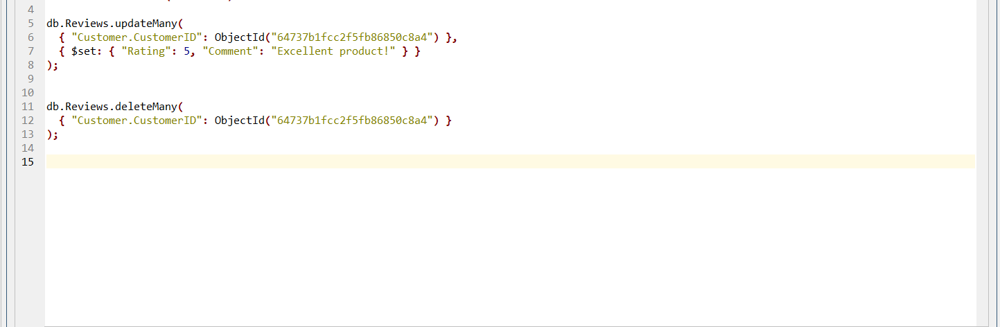 4
5 db.Reviews.updateMany(
6 { "Customer.CustomerID": ObjectId("64737b1fcc2f5fb86850c8a4") },
7 { $set: { "Rating": 5, "Comment": "Excellent product!" } }
8 );
9
10
11 db.Reviews.deleteMany(
12 { "Customer.CustomerID": ObjectId("64737b1fcc2f5fb86850c8a4") }
13 );
14
15